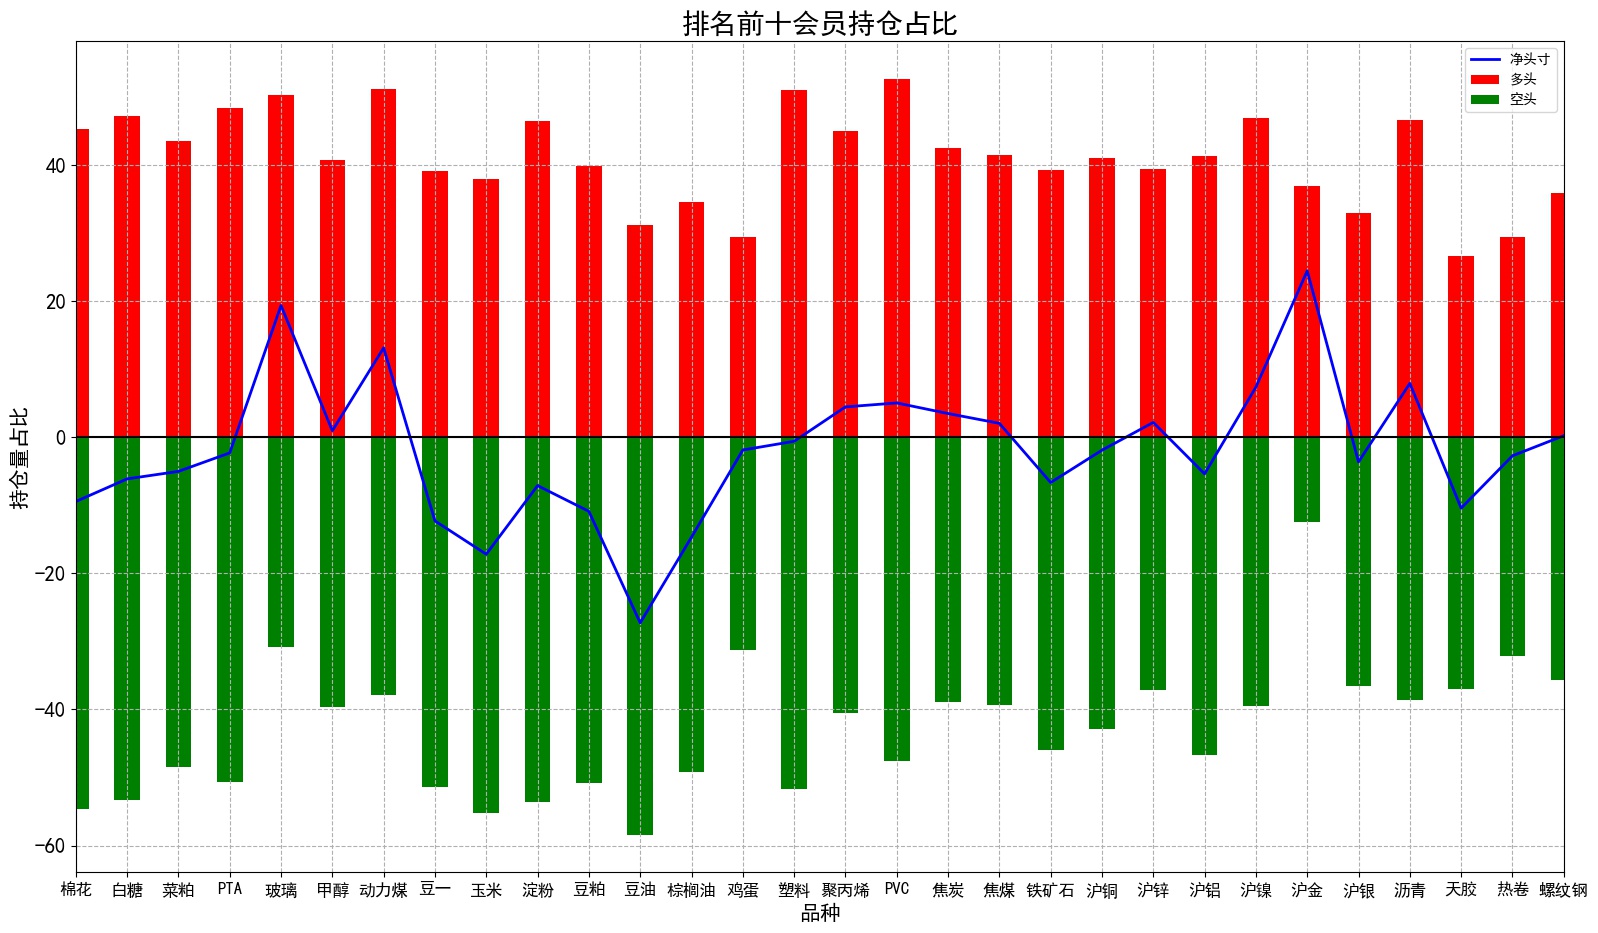 排名前十会员持仓占比
净头寸
多头
空头
持仓量占比
40
20
0
−20
−40
−60
棉花 白糖 菜粕 PTA 玻璃 甲醇 动力煤 豆一 玉米 淀粉 豆粕 豆油 棕榈油 鸡蛋 塑料 聚丙烯 PVC 焦炭 焦煤 铁矿石 沪铜 沪锌 沪铝 沪镍 沪金 沪银 沥青 天胶 热卷 螺纹钢
品种